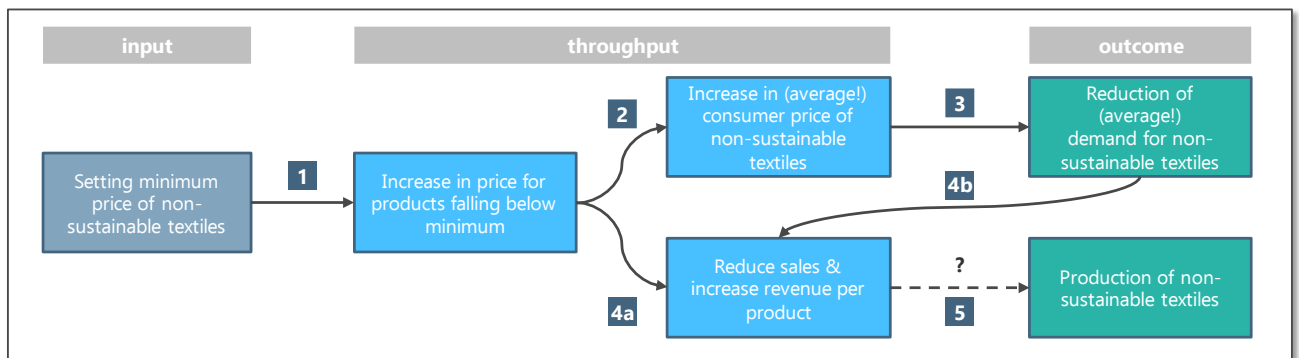 input
throughput
outcome
Setting minimum
price of non-
sustainable textiles
1
Increase in price for
products falling below
minimum
2
Increase in (average!)
consumer price of
non-sustainable
textiles
3
Reduction of
(average!)
demand for non-
sustainable textiles
4b
4a
Reduce sales &
increase revenue per
product
?
5
Production of non-
sustainable textiles